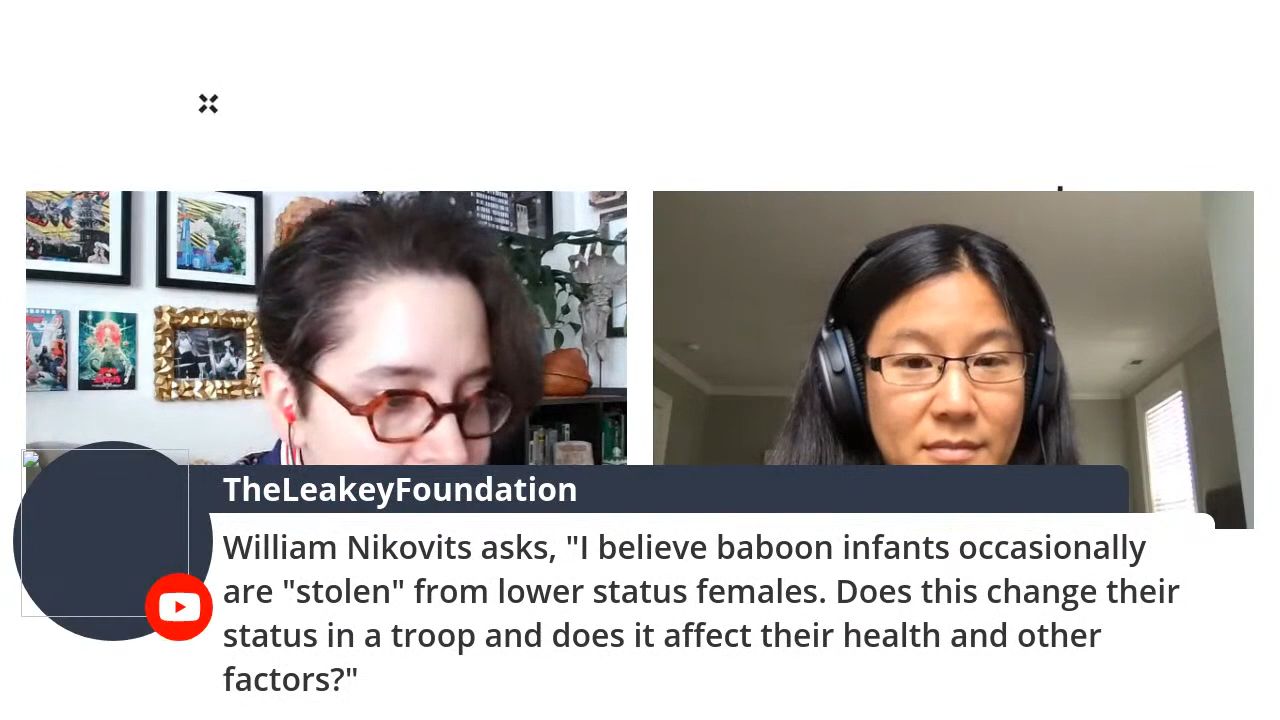 TheLeakeyFoundation
William Nikovits asks, "I believe baboon infants occasionally
are "stolen" from lower status females. Does this change their
status in a troop and does it affect their health and other
factors?"